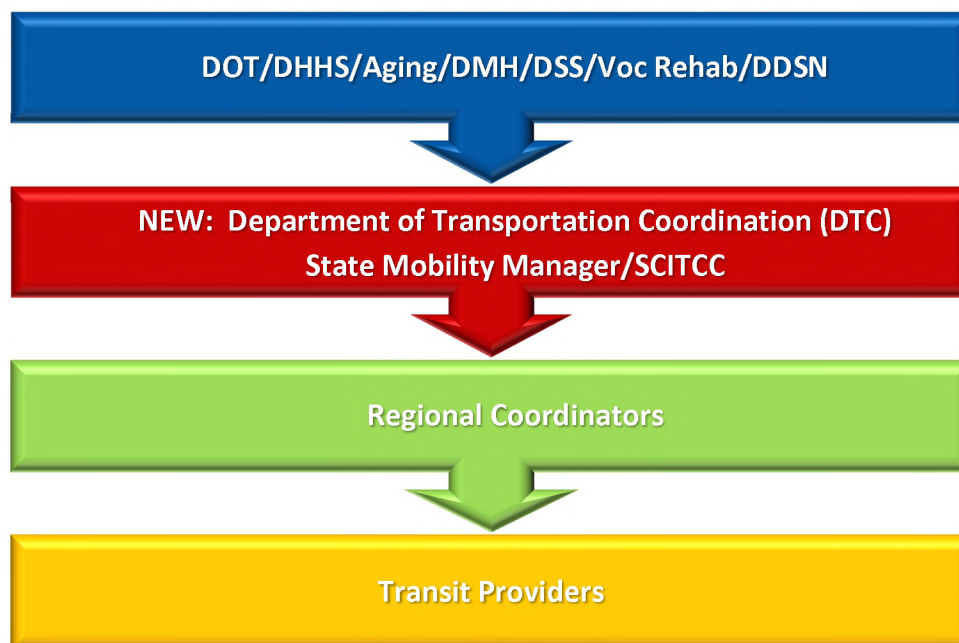 DOT/DHHS/Aging/DMH/DSS/Voc Rehab/DDSN
NEW:  Department of Transportation Coordination (DTC)
State Mobility Manager/SCITCC
Regional Coordinators
Transit Providers